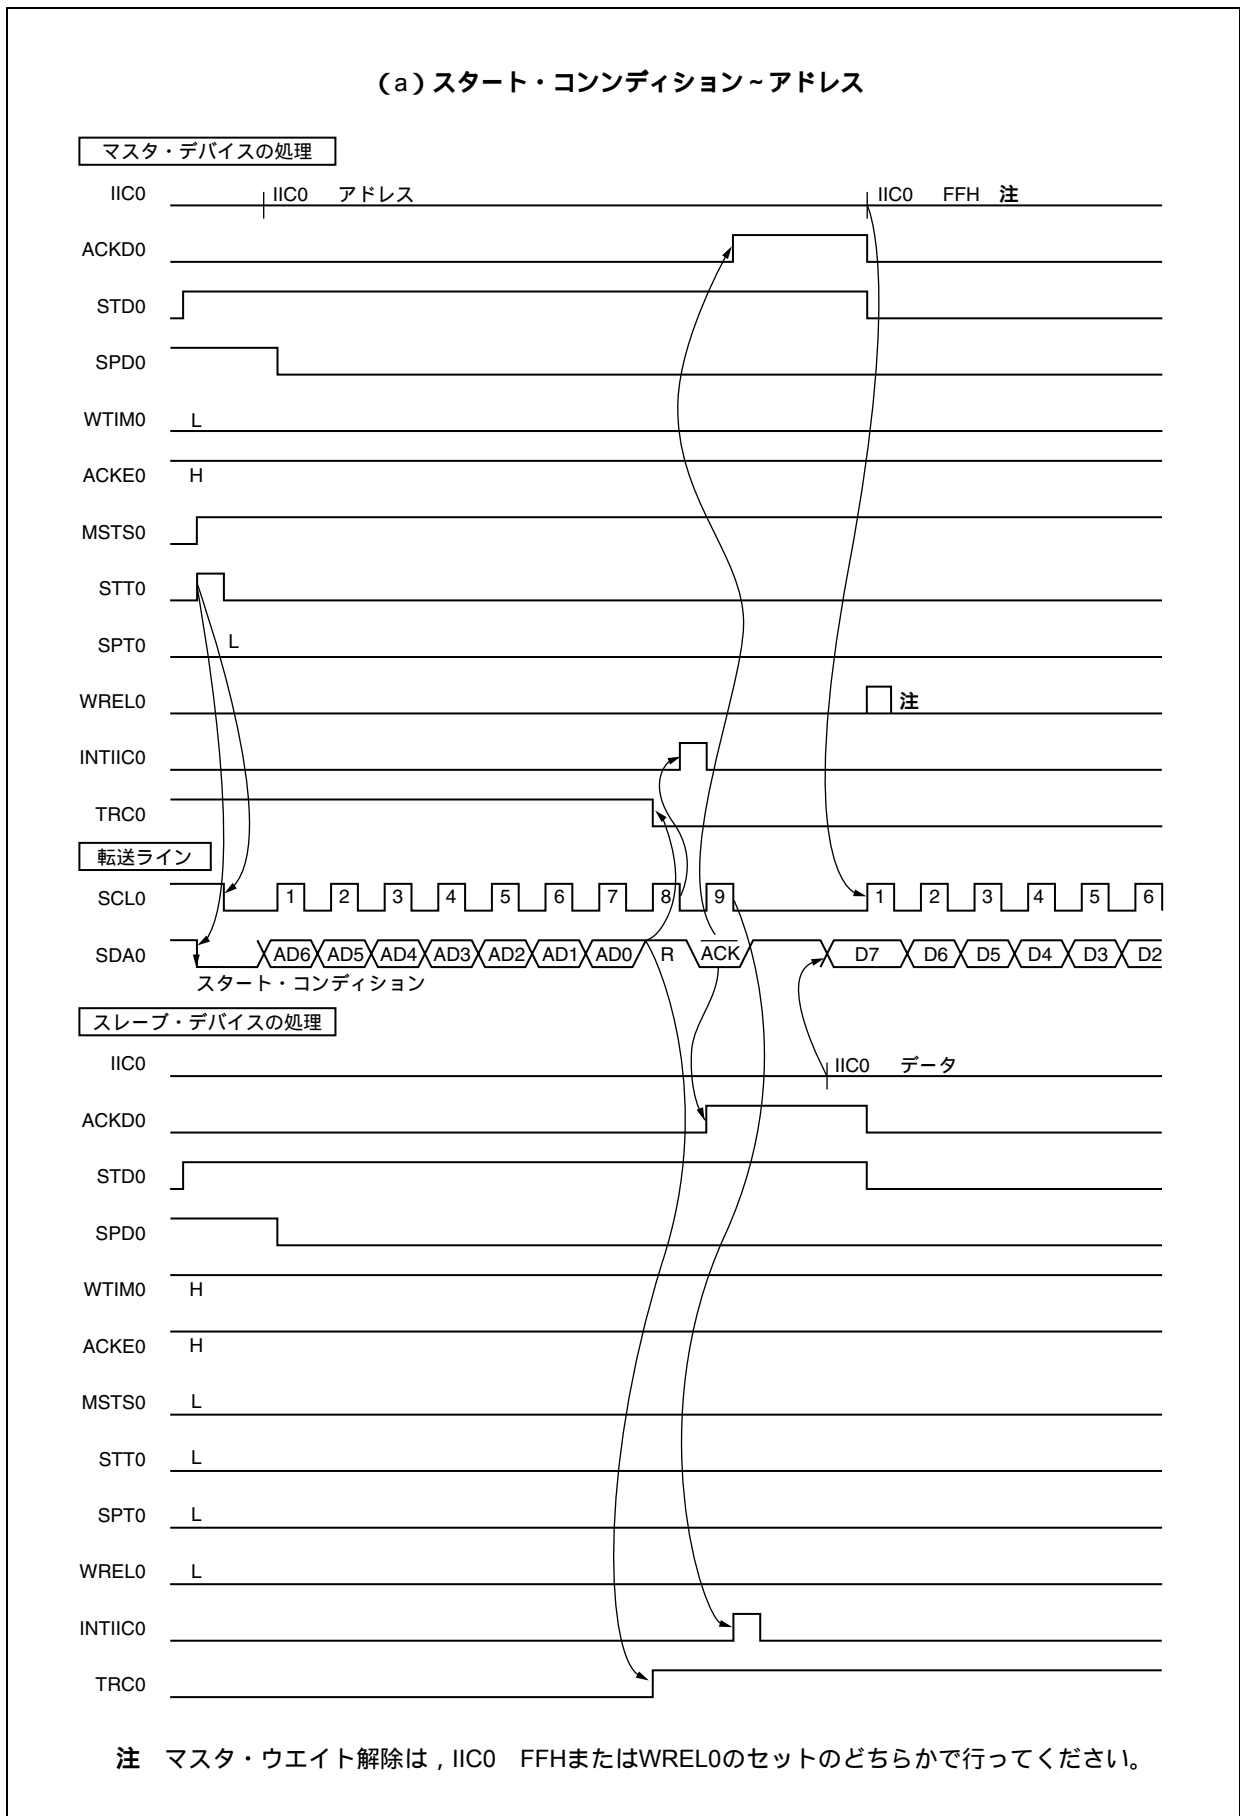 （a）スタート・コンンディション～アドレス
マスタ・デバイスの処理
IIC0 IIC0 アドレス IIC0 FFH 注
ACKD0
STD0
SPD0
WTIM0 L
ACKE0 H
MSTS0
STT0
SPT0 L
WREL0 注
INTIIC0
TRC0
転送ライン
SCL0 1 2 3 4 5 6 7 8 9 1 2 3 4 5 6
SDA0 AD6 AD5 AD4 AD3 AD2 AD1 AD0 R ACK D7 D6 D5 D4 D3 D2
スタート・コンディション
スレーブ・デバイスの処理
IIC0 IIC0 データ
ACKD0
STD0
SPD0
WTIM0 H
ACKE0 H
MSTS0 L
STT0 L
SPT0 L
WREL0 L
INTIIC0
TRC0
注 マスタ・ウエイト解除は，IIC0 FFHまたはWREL0のセットのどちらかで行ってください。